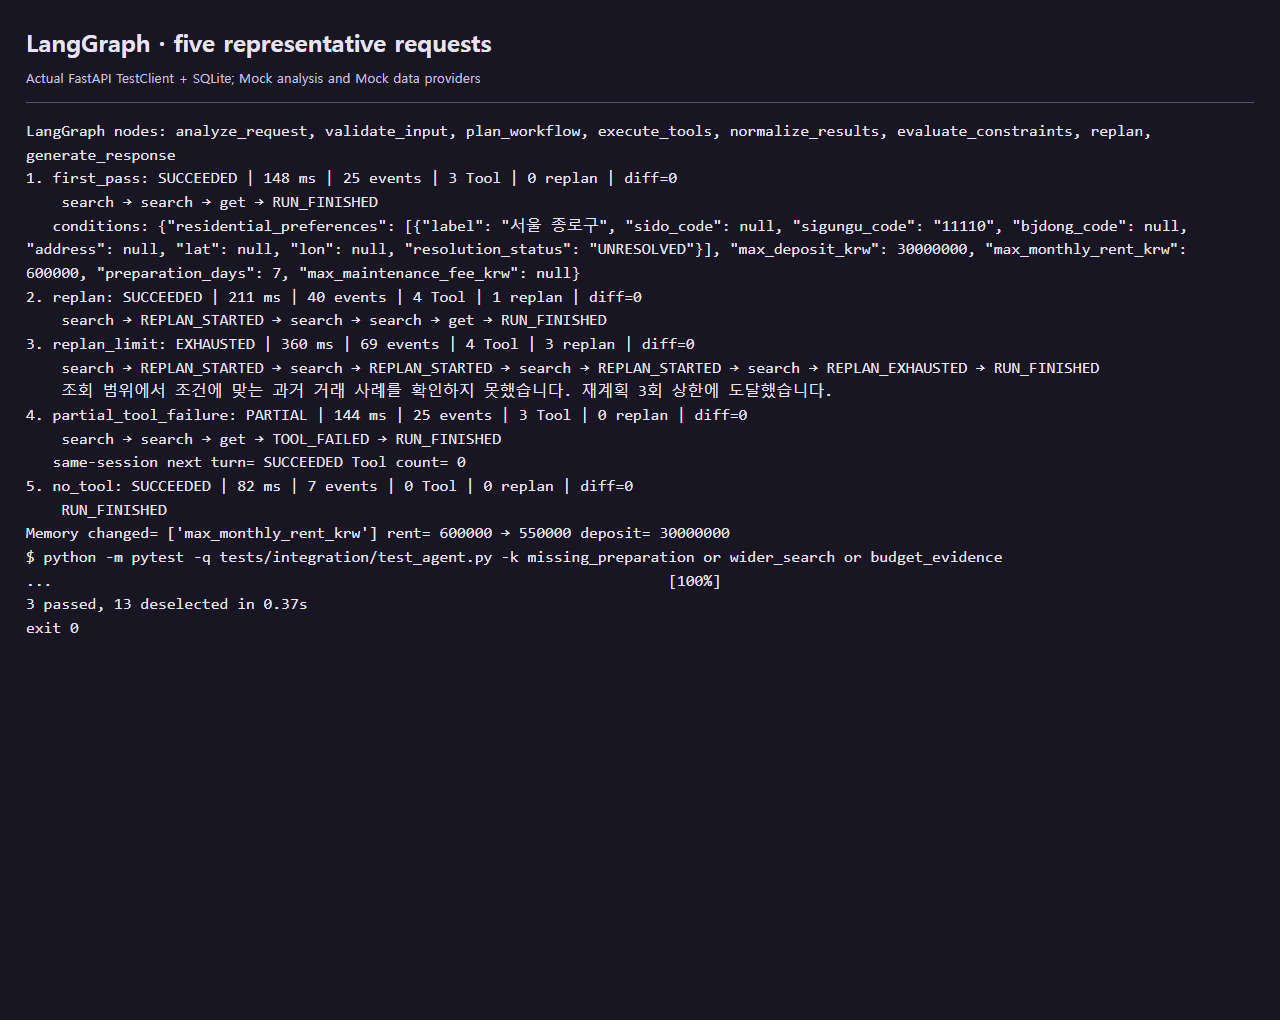 LangGraph · five representative requests
Actual FastAPI TestClient + SQLite; Mock analysis and Mock data providers
LangGraph nodes: analyze_request, validate_input, plan_workflow, execute_tools, normalize_results, evaluate_constraints, replan,
generate_response
1. first_pass: SUCCEEDED | 148 ms | 25 events | 3 Tool | 0 replan | diff=0
search → search → get → RUN_FINISHED
conditions: {"residential_preferences": [{"label": "서울 종로구", "sido_code": null, "sigungu_code": "11110", "bjdong_code": null,
"address": null, "lat": null, "lon": null, "resolution_status": "UNRESOLVED"}], "max_deposit_krw": 30000000, "max_monthly_rent_krw":
600000, "preparation_days": 7, "max_maintenance_fee_krw": null}
2. replan: SUCCEEDED | 211 ms | 40 events | 4 Tool | 1 replan | diff=0
search → REPLAN_STARTED → search → search → get → RUN_FINISHED
3. replan_limit: EXHAUSTED | 360 ms | 69 events | 4 Tool | 3 replan | diff=0
search → REPLAN_STARTED → search → REPLAN_STARTED → search → REPLAN_STARTED → search → REPLAN_EXHAUSTED → RUN_FINISHED
조회 범위에서 조건에 맞는 과거 거래 사례를 확인하지 못했습니다. 재계획 3회 상한에 도달했습니다.
4. partial_tool_failure: PARTIAL | 144 ms | 25 events | 3 Tool | 0 replan | diff=0
search → search → get → TOOL_FAILED → RUN_FINISHED
same-session next turn= SUCCEEDED Tool count= 0
5. no_tool: SUCCEEDED | 82 ms | 7 events | 0 Tool | 0 replan | diff=0
RUN_FINISHED
Memory changed= ['max_monthly_rent_krw'] rent= 600000 → 550000 deposit= 30000000
$ python -m pytest -q tests/integration/test_agent.py -k missing_preparation or wider_search or budget_evidence
... [100%]
3 passed, 13 deselected in 0.37s
exit 0